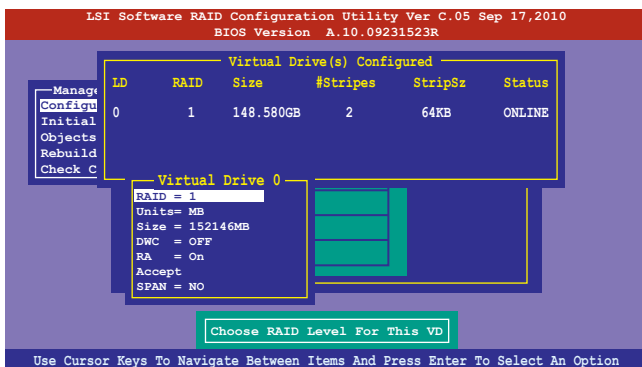 LSI Software RAID Configuration Utility Ver C.05 Sep 17,2010
BIOS Version A.10.09231523R
Virtual Drive(s) Configured
LD RAID Size #Stripes StripSz Status
0 1 148.580GB 2 64KB ONLINE
Manage
Configu
Initial
Objects
Rebuild
Check C
Virtual Drive 0
RAID = 1
Units= MB
Size = 152146MB
DWC = OFF
RA = On
Accept
SPAN = NO
Choose RAID Level For This VD
Use Cursor Keys To Navigate Between Items And Press Enter To Select An Option